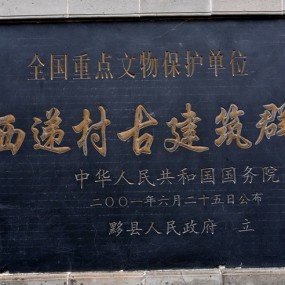 全国重点文物保护单位
西递村古建筑群
中华人民共和国国务院
二〇〇一年六月二十五日公布
黟县人民政府 立